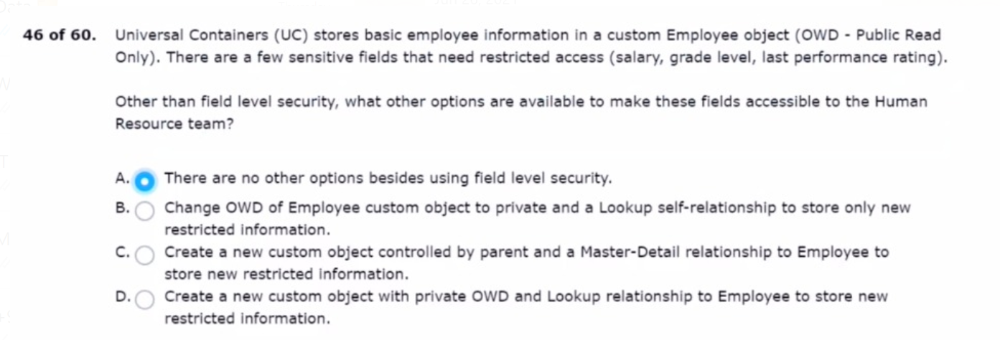 46 of 60. Universal Containers (UC) stores basic employee information in a custom Employee object (OWD - Public Read
Only). There are a few sensitive fields that need restricted access (salary, grade level, last performance rating).
Other than field level security, what other options are available to make these fields accessible to the Human
Resource team?
A. There are no other options besides using field level security.
B. Change OWD of Employee custom object to private and a Lookup self-relationship to store only new
restricted information.
C. Create a new custom object controlled by parent and a Master-Detail relationship to Employee to
store new restricted information.
D. Create a new custom object with private OWD and Lookup relationship to Employee to store new
restricted information.